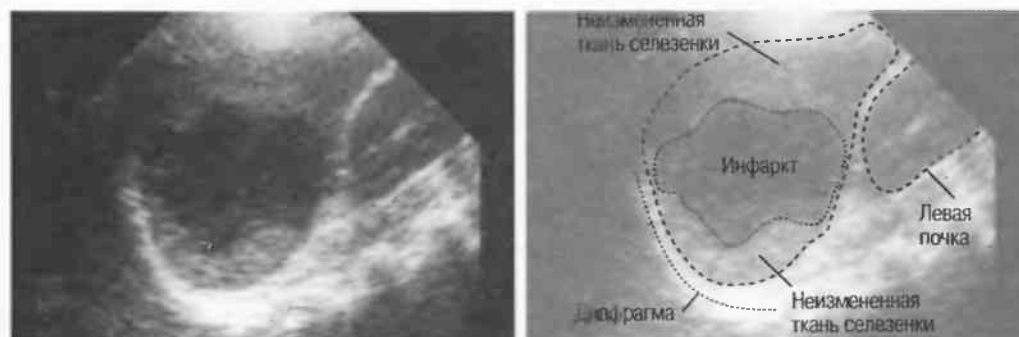 Неизмененная
ткань селезенки
Инфаркт
Левая
почка
Диафрагма
Неизмененная
ткань селезенки